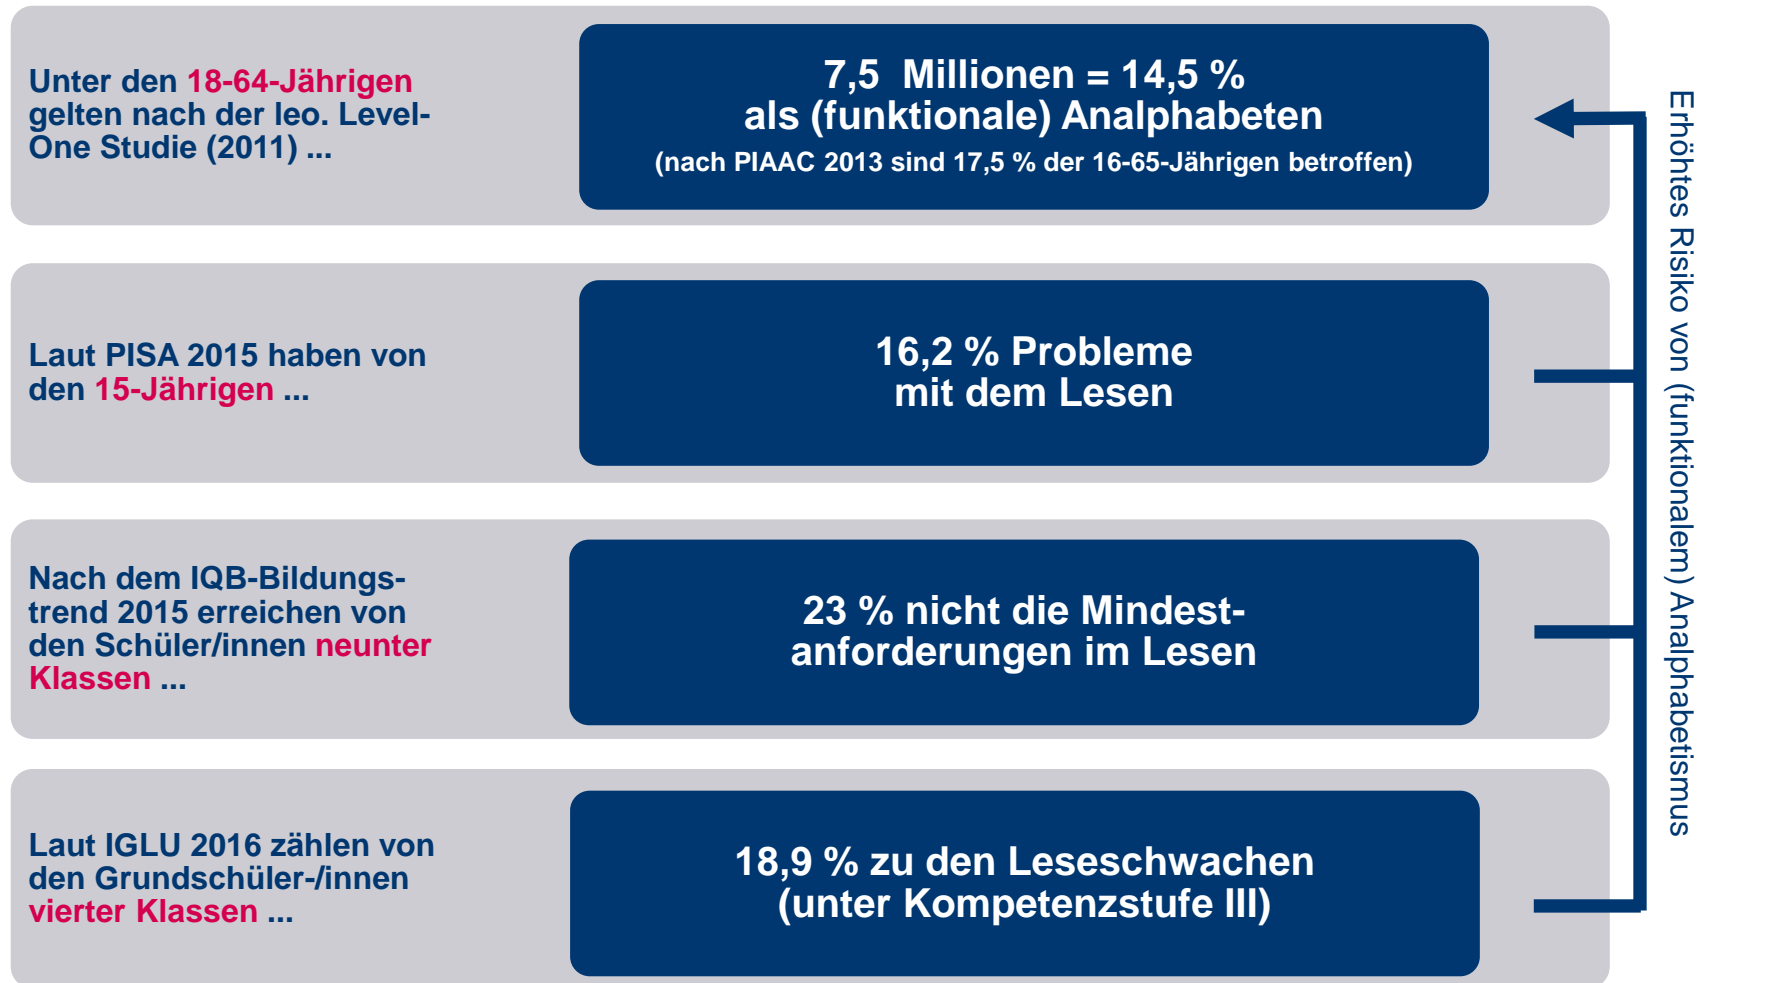 Unter den 18-64-Jährigen
gelten nach der leo. Level-
One Studie (2011) ...
7,5 Millionen = 14,5 %
als (funktionale) Analphabeten
(nach PIAAC 2013 sind 17,5 % der 16-65-Jährigen betroffen)
Laut PISA 2015 haben von
den 15-Jährigen ...
16,2 % Probleme
mit dem Lesen
Nach dem IQB-Bildungs-
trend 2015 erreichen von
den Schüler/innen neunter
Klassen ...
23 % nicht die Mindest-
anforderungen im Lesen
Laut IGLU 2016 zählen von
den Grundschüler-/innen
vierter Klassen ...
18,9 % zu den Leseschwachen
(unter Kompetenzstufe III)
Erhöhtes Risiko von (funktionalem) Analphabetismus